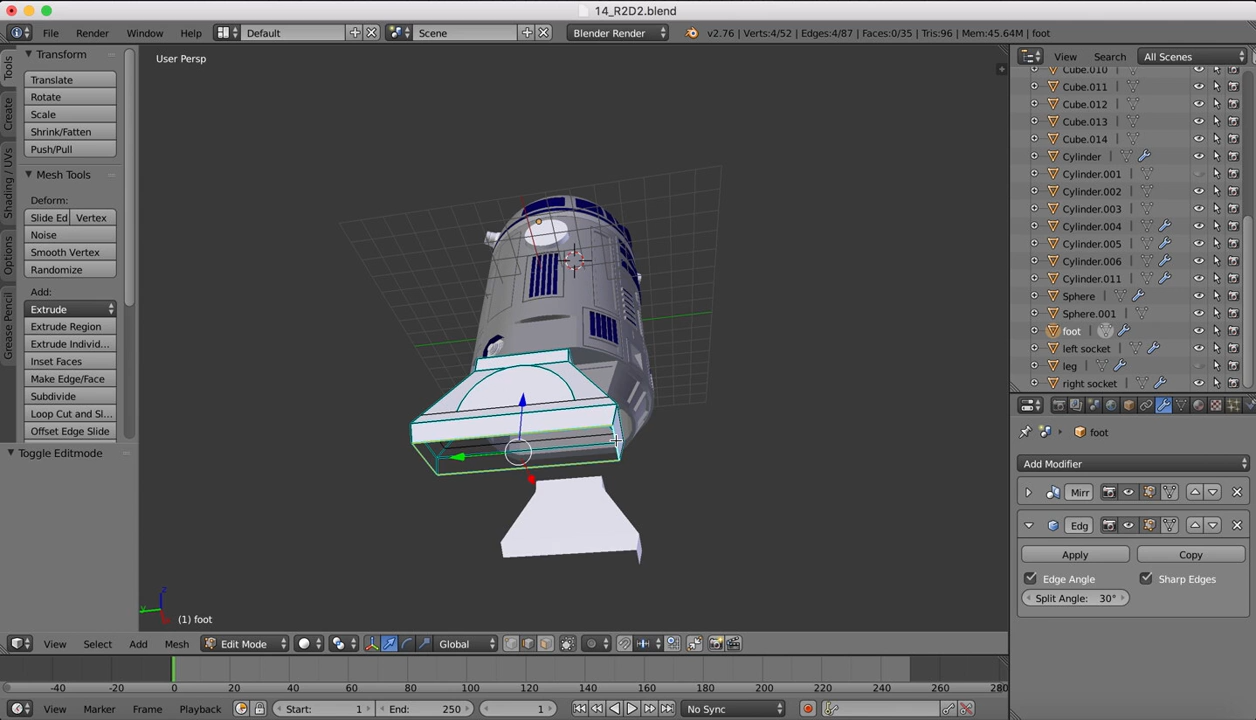 14_R2D2.blend
File Render Window Help Default Scene Blender Render v2.76 | Verts:4/52 | Edges:4/87 | Faces:0/35 | Tris:96 | Mem:45.64M | foot
Tools
Create
Shading / UVs
Options
Grease Pencil
Transform
Translate
Rotate
Scale
Shrink/Fatten
Push/Pull
Mesh Tools
Deform:
Slide Ed Vertex
Noise
Smooth Vertex
Randomize
Add:
Extrude
Extrude Region
Extrude Individ...
Inset Faces
Make Edge/Face
Subdivide
Loop Cut and Sl...
Offset Edge Slide
Toggle Editmode
User Persp
(1) foot
View Select Add Mesh Edit Mode Global
View Search All Scenes
Cube.010
Cube.011
Cube.012
Cube.013
Cube.014
Cylinder
Cylinder.001
Cylinder.002
Cylinder.003
Cylinder.004
Cylinder.005
Cylinder.006
Cylinder.011
Sphere
Sphere.001
foot
left socket
leg
right socket
foot
Add Modifier
Mirr
Edg
Apply Copy
Edge Angle Sharp Edges
Split Angle: 30°
-40 -20 0 20 40 60 80 100 120 140 160 180 200 220 240 260 280
View Marker Frame Playback Start: 1 End: 250 1 No Sync